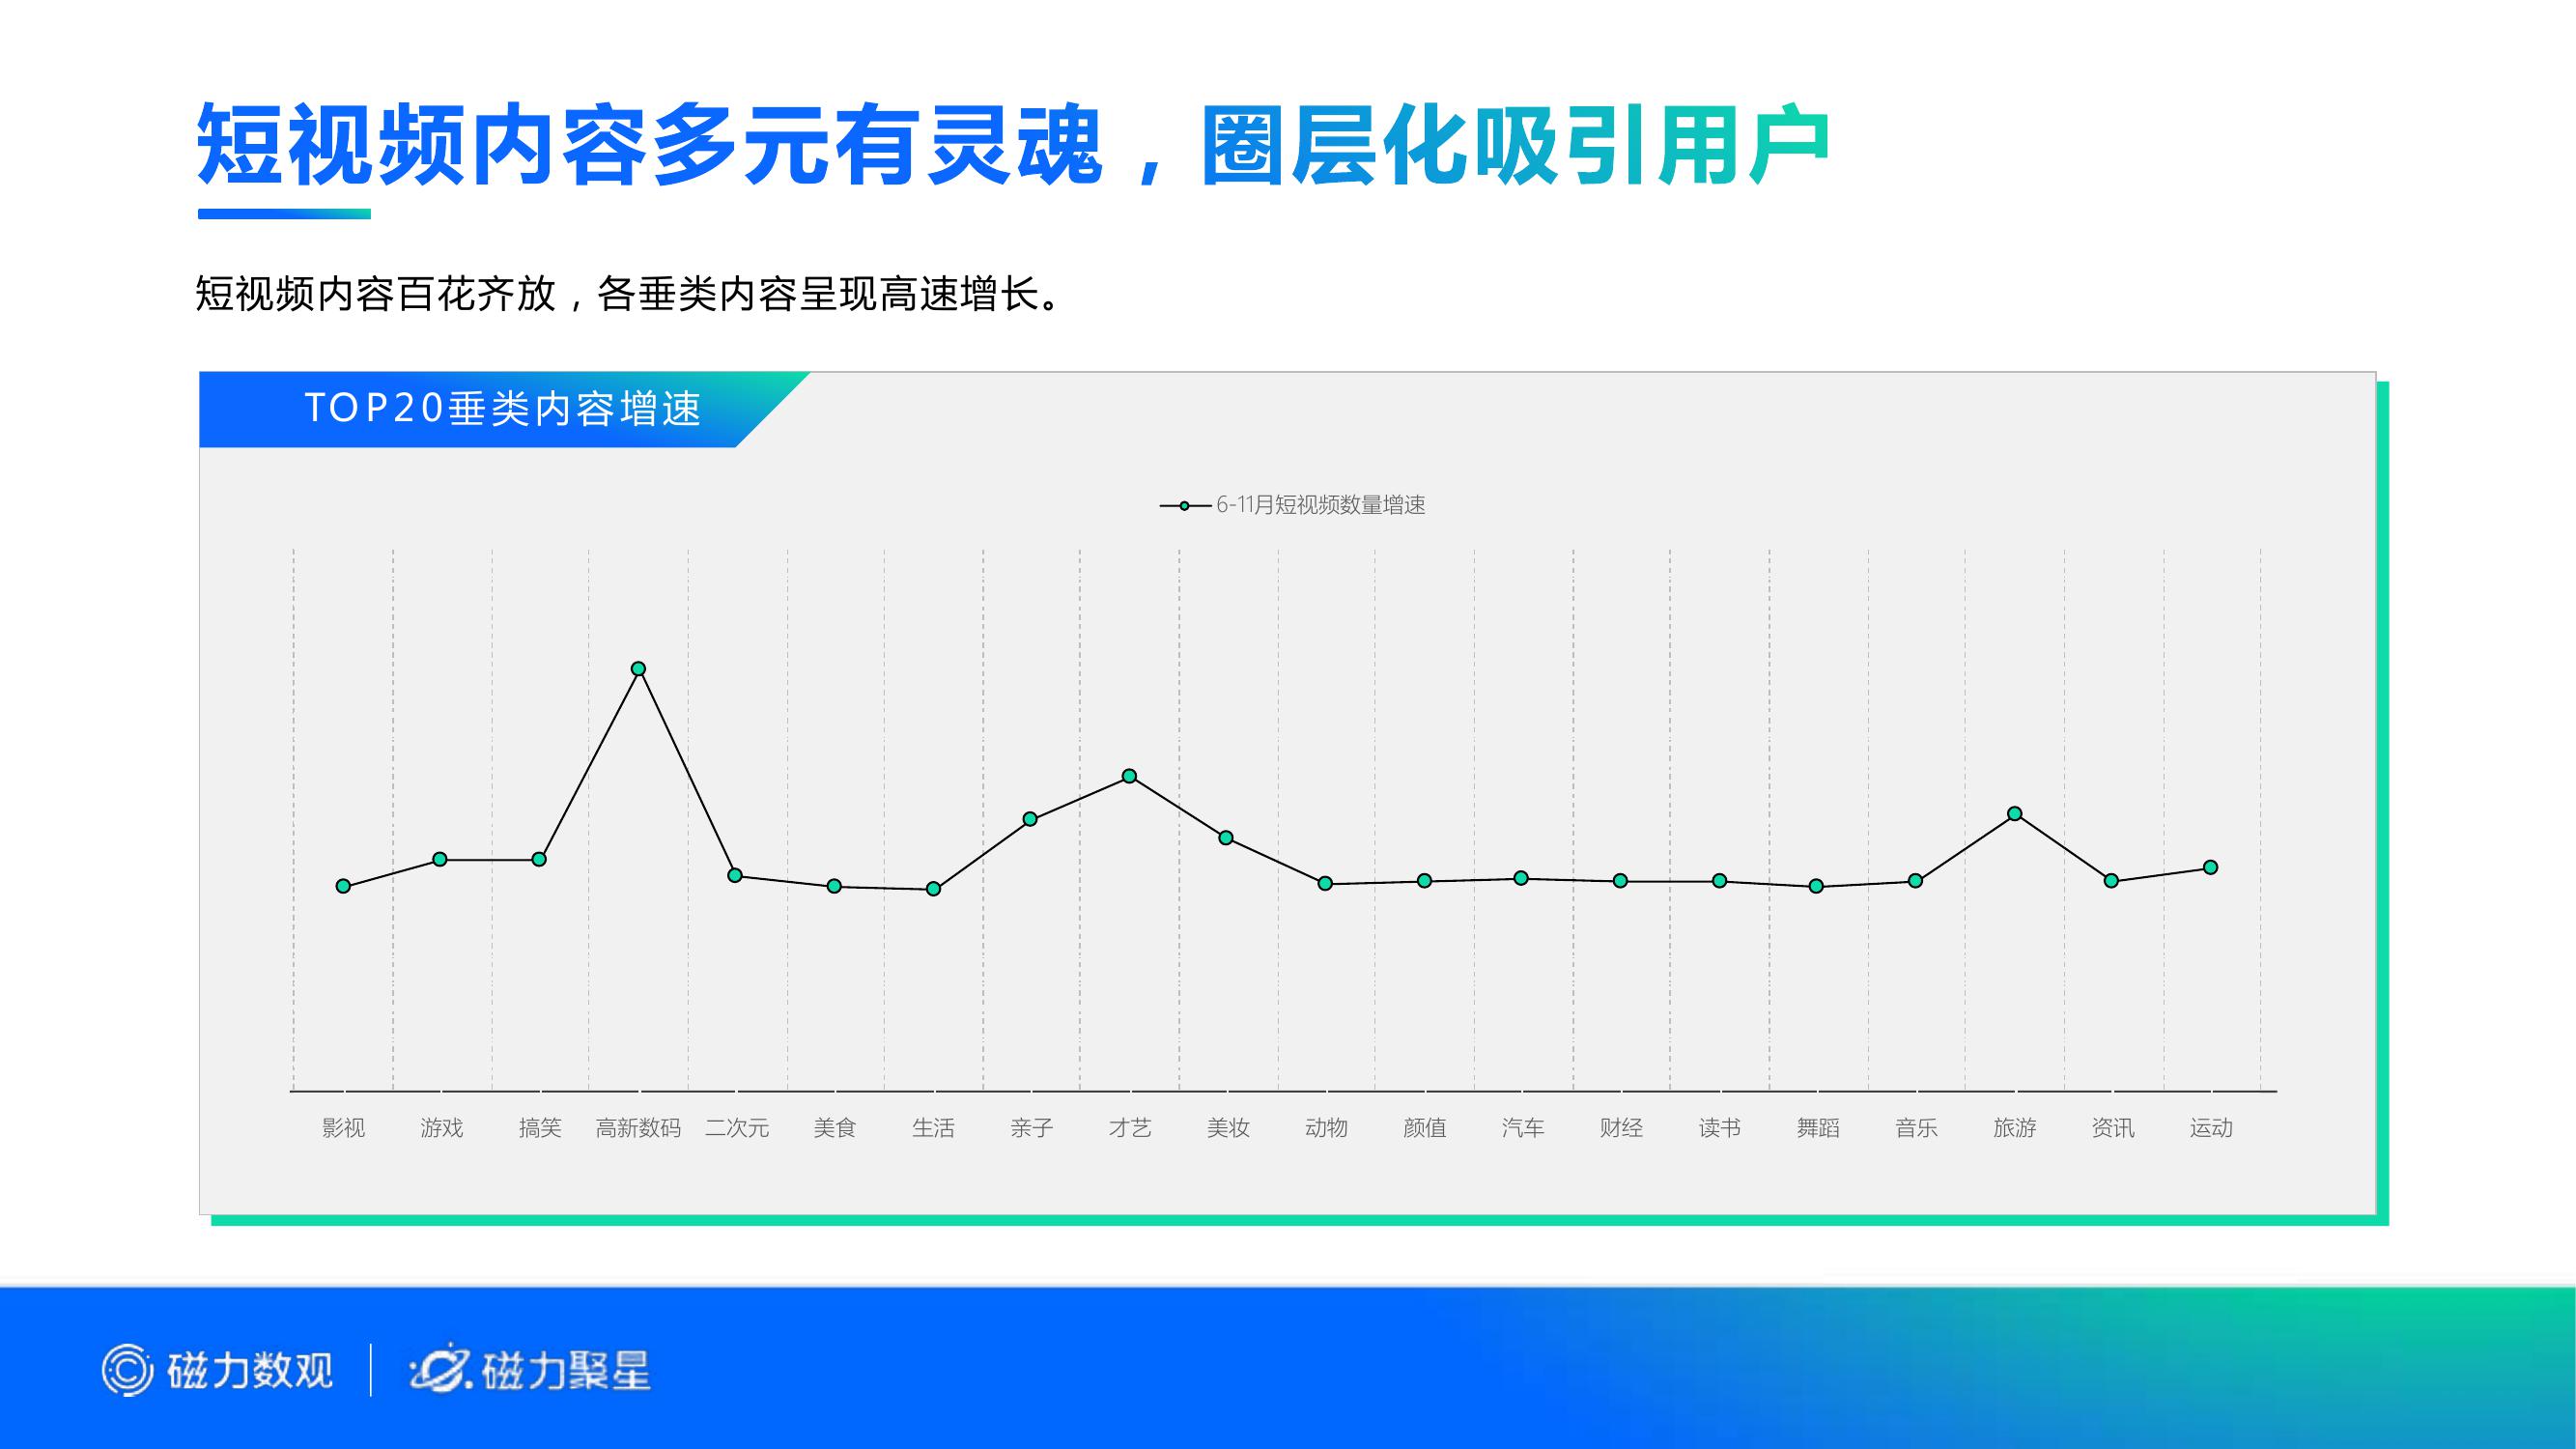 短视频内容多元有灵魂，圈层化吸引用户
短视频内容百花齐放，各垂类内容呈现高速增长。
TOP20垂类内容增速
6-11月短视频数量增速
影视 游戏 搞笑 高新数码 二次元 美食 生活 亲子 才艺 美妆 动物 颜值 汽车 财经 读书 舞蹈 音乐 旅游 资讯 运动
磁力数观 磁力聚星